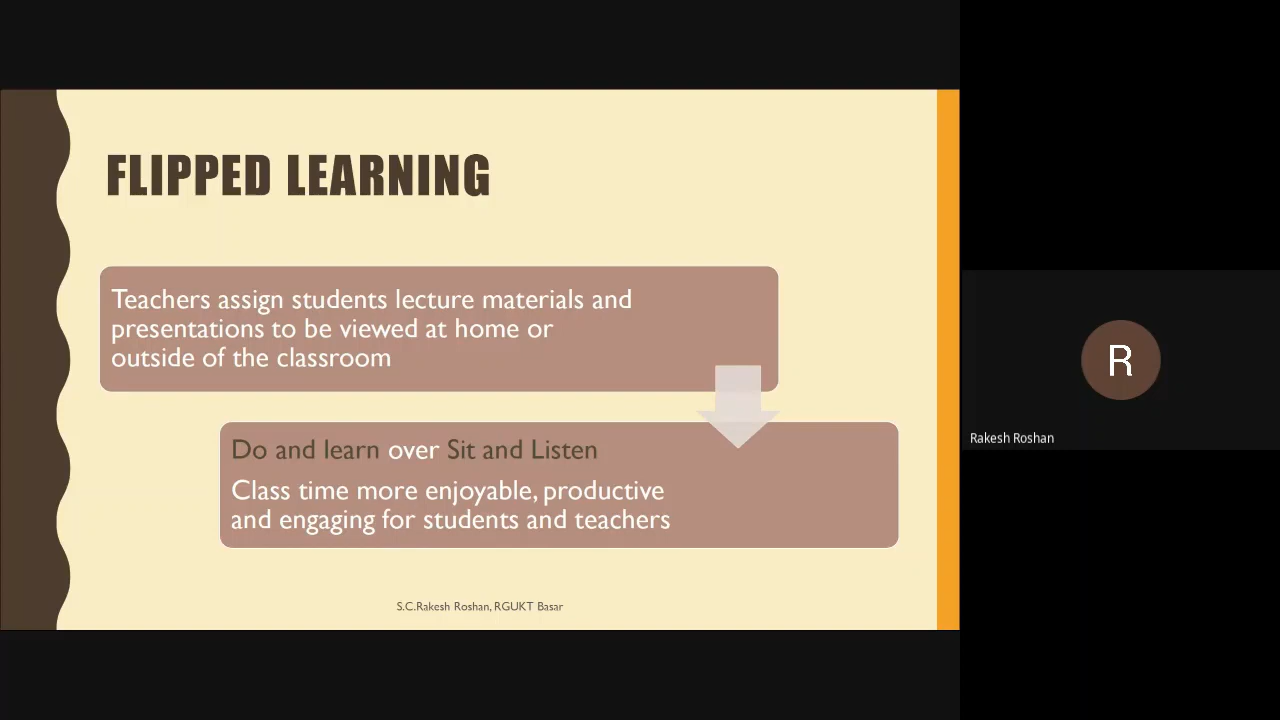 FLIPPED LEARNING
Teachers assign students lecture materials and
presentations to be viewed at home or
outside of the classroom
Do and learn over Sit and Listen
Class time more enjoyable, productive
and engaging for students and teachers
S.C.Rakesh Roshan, RGUKT Basar
R
Rakesh Roshan